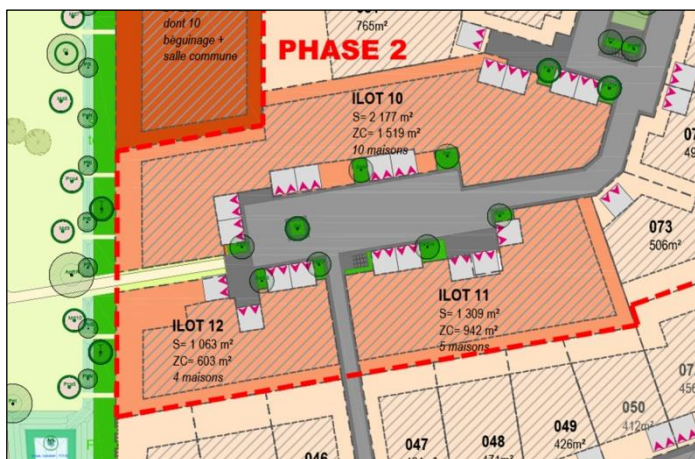 dont 10
bèguinage +
salle commune
765m²
PHASE 2
ILOT 10
S= 2 177 m²
ZC= 1 519 m²
10 maisons
073
506m²
ILOT 11
S= 1 309 m²
ZC= 942 m²
5 maisons
ILOT 12
S= 1 063 m²
ZC= 603 m²
4 maisons
050
412m²
049
426m²
048
047
046